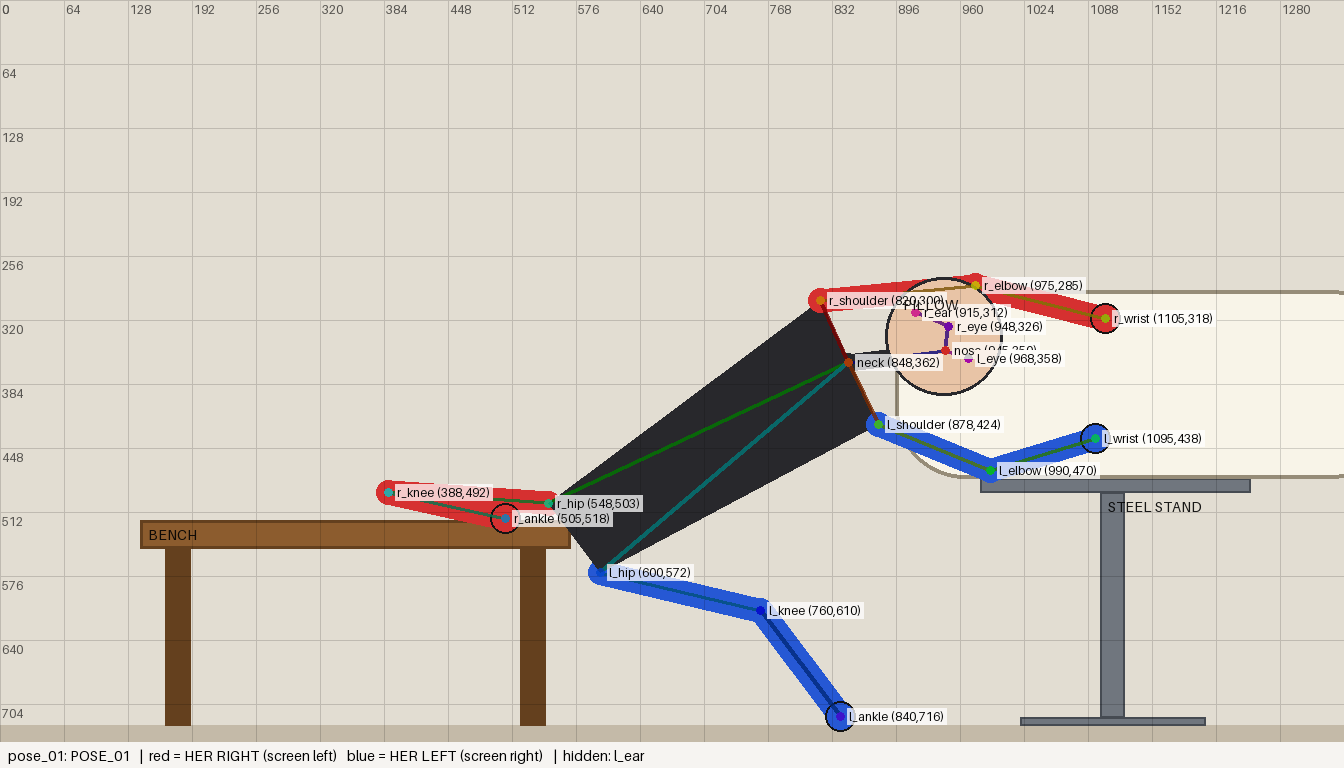 0 64 128 192 256 320 384 448 512 576 640 704 768 832 896 960 1024 1088 1152 1216 1280
64
128
192
256
r_elbow (975,285)
r_shoulder (820,300)
PILLOW
r_ear (915,312)
r_wrist (1105,318)
320
r_eye (948,326)
nose (945,350)
l_eye (968,358)
neck (848,362)
384
l_shoulder (878,424)
l_wrist (1095,438)
448
l_elbow (990,470)
r_knee (388,492)
r_hip (548,503)
STEEL STAND
512
r_ankle (505,518)
BENCH
l_hip (600,572)
576
l_knee (760,610)
640
704
l_ankle (840,716)
pose_01: POSE_01 | red = HER RIGHT (screen left) blue = HER LEFT (screen right) | hidden: l_ear